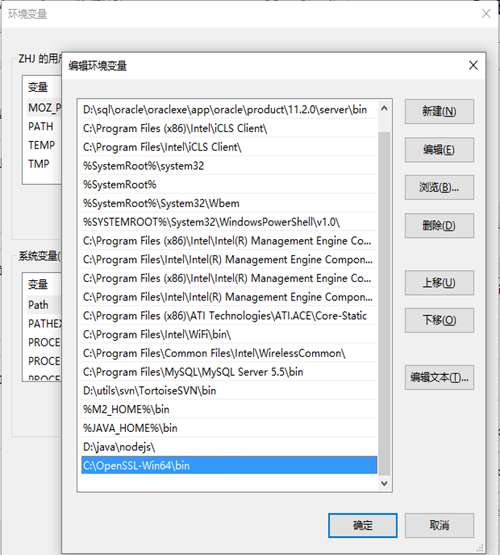 环境变量
ZHJ 的用户
变量
MOZ_P
PATH
TEMP
TMP
系统变量(
变量
Path
PATHEX
PROCE
PROCE
PROCE
编辑环境变量
D:\sql\oracle\oraclexe\app\oracle\product\11.2.0\server\bin
C:\Program Files (x86)\Intel\iCLS Client\
C:\Program Files\Intel\iCLS Client\
%SystemRoot%\system32
%SystemRoot%
%SystemRoot%\System32\Wbem
%SYSTEMROOT%\System32\WindowsPowerShell\v1.0\
C:\Program Files (x86)\Intel\Intel(R) Management Engine Co...
C:\Program Files\Intel\Intel(R) Management Engine Compon...
C:\Program Files (x86)\Intel\Intel(R) Management Engine Co...
C:\Program Files\Intel\Intel(R) Management Engine Compon...
C:\Program Files (x86)\ATI Technologies\ATI.ACE\Core-Static
C:\Program Files\Intel\WiFi\bin\
C:\Program Files\Common Files\Intel\WirelessCommon\
C:\Program Files\MySQL\MySQL Server 5.5\bin
D:\utils\svn\TortoiseSVN\bin
%M2_HOME%\bin
%JAVA_HOME%\bin
D:\java\nodejs\
C:\OpenSSL-Win64\bin
新建(N)
编辑(E)
浏览(B)...
删除(D)
上移(U)
下移(O)
编辑文本(T)...
确定
取消